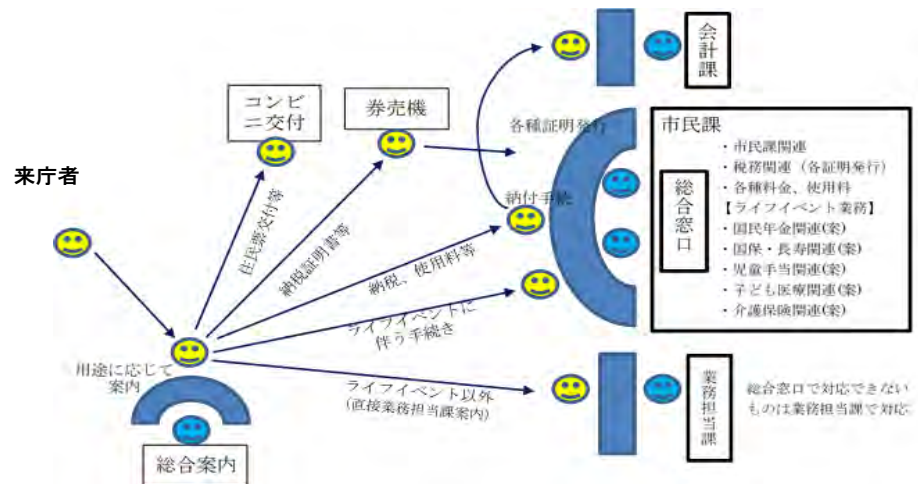 来庁者
用途に応じて
案内
総合案内
コンビ
ニ交付
住民票交付等
券売機
納税証明書等
各種証明発行
納付手続
納税、使用料等
ライフイベントに
伴う手続き
ライフイベント以外
(直接業務担当課案内)
会計課
市民課
総合窓口
・市民課関連
・税務関連（各証明発行）
・各種料金、使用料
【ライフイベント業務】
・国民年金関連(案)
・国保・長寿関連(案)
・児童手当関連(案)
・子ども医療関連(案)
・介護保険関連(案)
業務担当課
総合窓口で対応できない
ものは業務担当課で対応